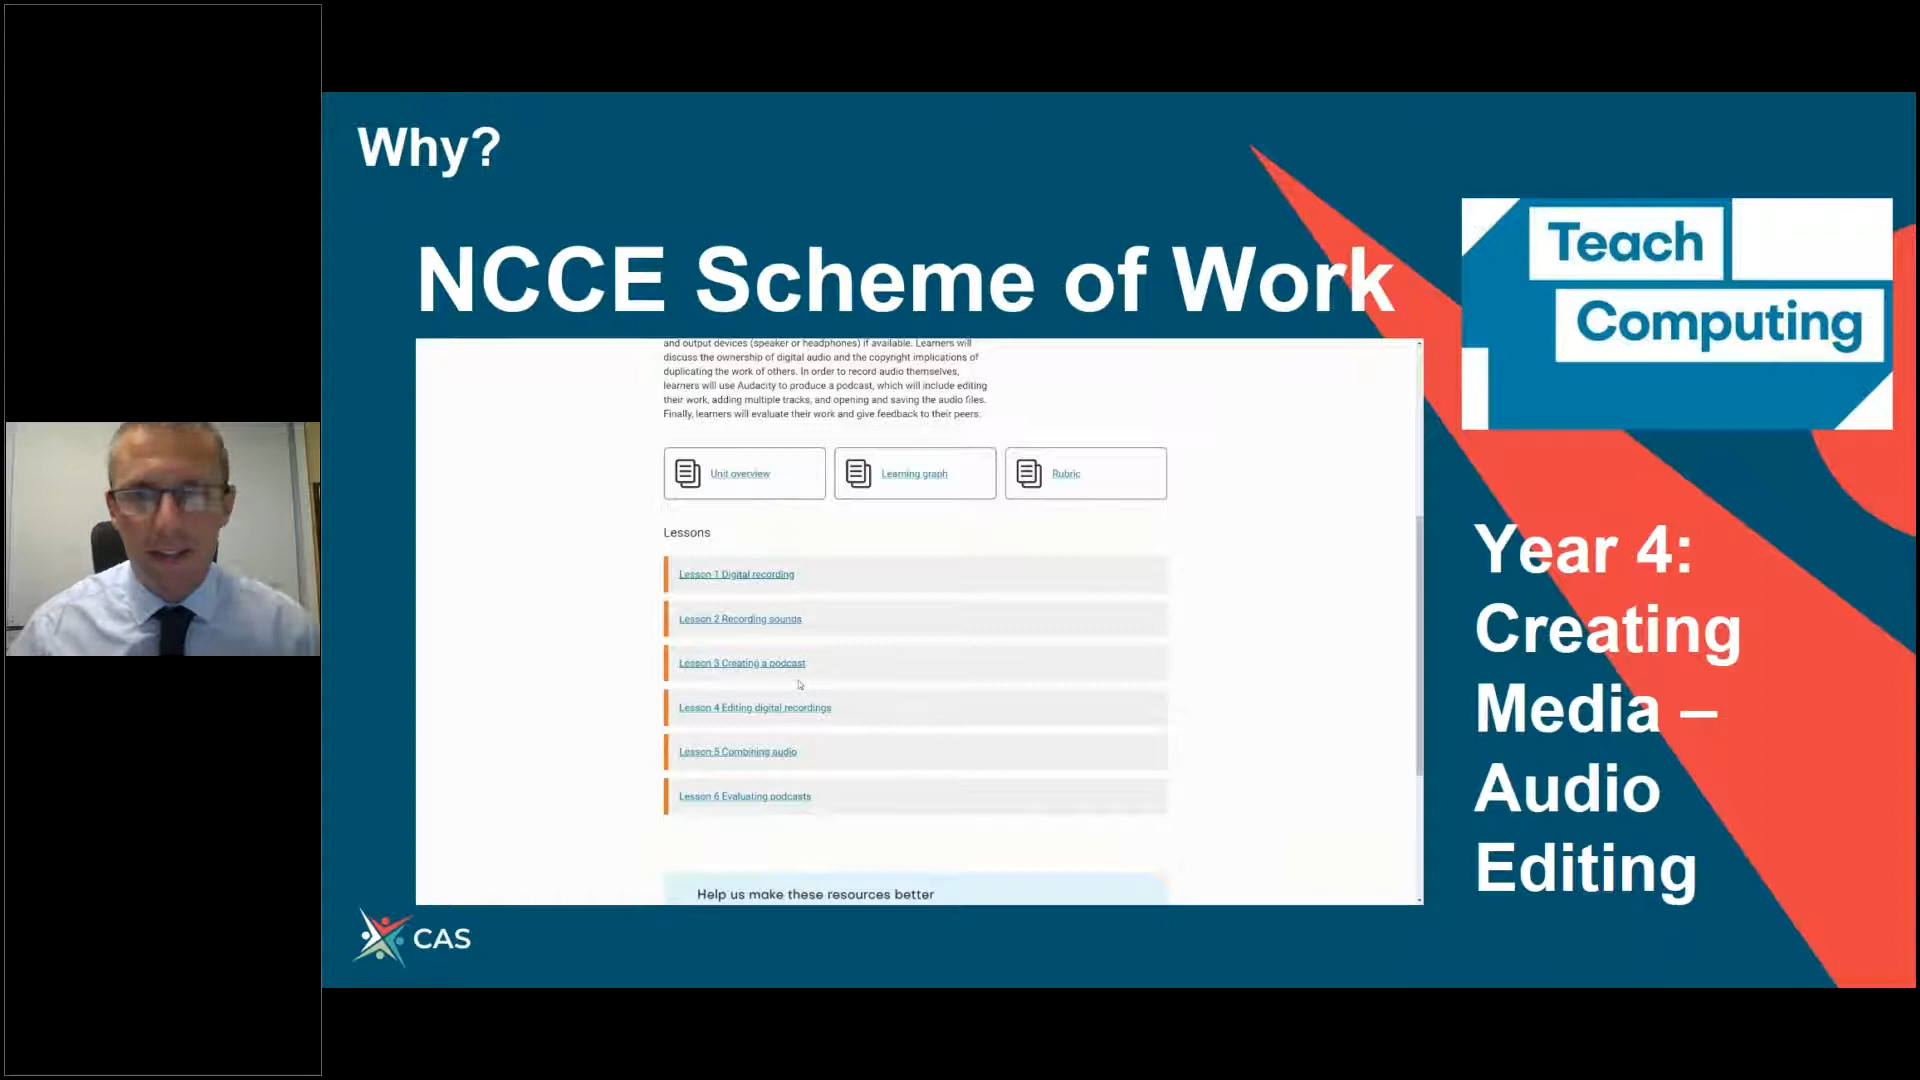 Why?
NCCE Scheme of Work
Teach
Computing
and output devices (speaker or headphones) if available. Learners will
discuss the ownership of digital audio and the copyright implications of
duplicating the work of others. In order to record audio themselves,
learners will use Audacity to produce a podcast, which will include editing
their work, adding multiple tracks, and opening and saving the audio files.
Finally, learners will evaluate their work and give feedback to their peers.
Unit overview
Learning graph
Rubric
Lessons
Lesson 1 Digital recording
Lesson 2 Recording sounds
Lesson 3 Creating a podcast
Lesson 4 Editing digital recordings
Lesson 5 Combining audio
Lesson 6 Evaluating podcasts
Help us make these resources better
Year 4:
Creating
Media –
Audio
Editing
CAS